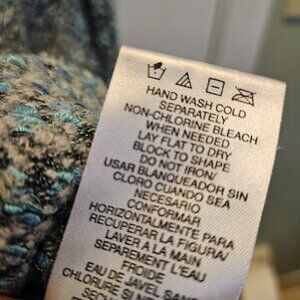 HAND WASH COLD
SEPARATELY
NON-CHLORINE BLEACH
WHEN NEEDED
LAY FLAT TO DRY
BLOCK TO SHAPE
DO NOT IRON/
USAR BLANQUEADOR SIN
CLORO CUANDO SEA
NECESARIO
CONFORMAR
HORIZONTALMENTE PARA
RECUPERAR LA FIGURA/
LAVER A LA MAIN
SEPAREMENT L'EAU
FROIDE
EAU DE JAVEL SANS
CHLORURE SI